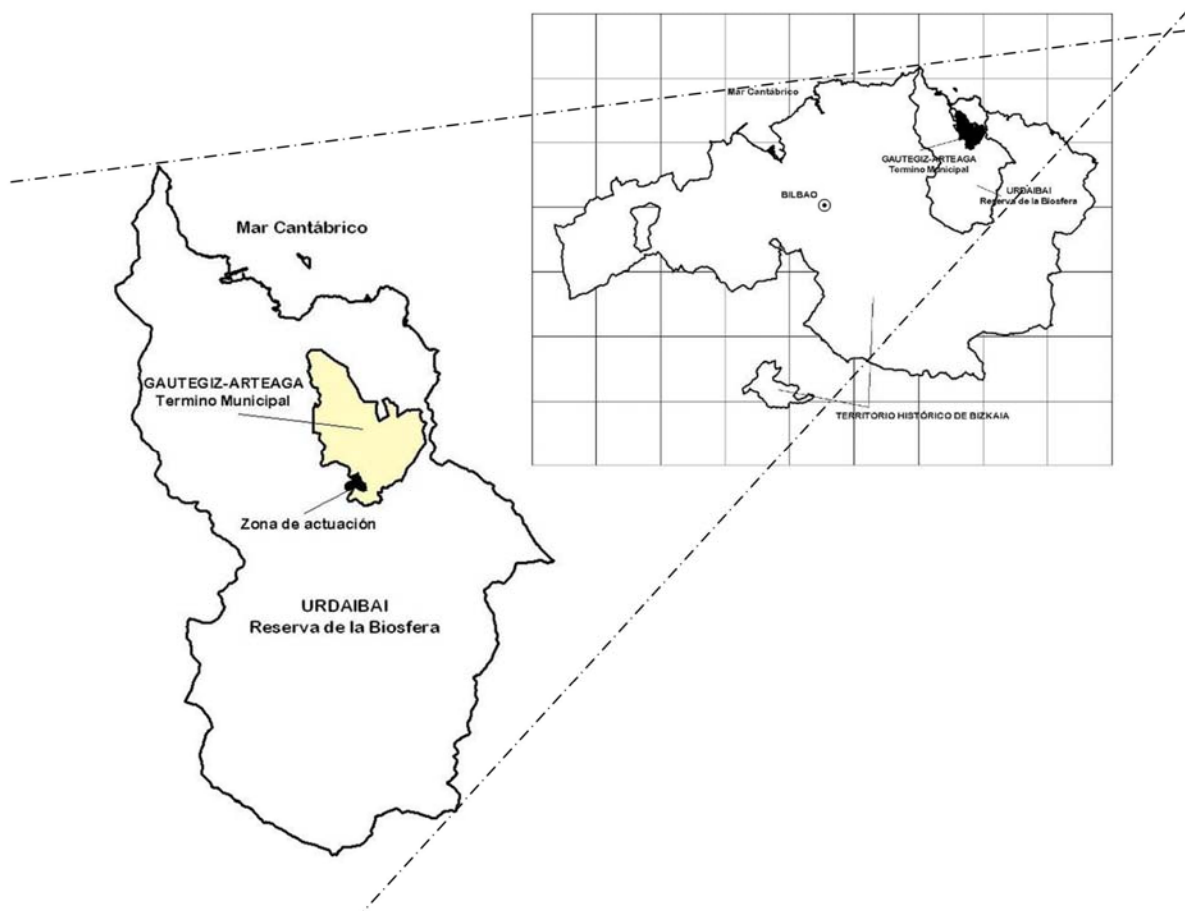 Mar Cantábrico
GAUTEGIZ-ARTEAGA
Termino Municipal
Zona de actuación
URDAIBAI
Reserva de la Biosfera
Mar Cantábrico
GAUTEGIZ-ARTEAGA
Termino Municipal
BILBAO
URDAIBAI
Reserva de la Biosfera
TERRITORIO HISTÓRICO DE BIZKAIA